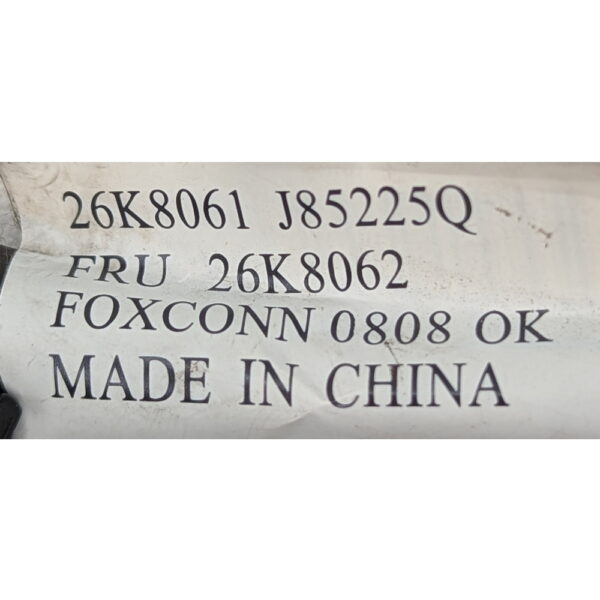 26K8061 J85225Q
FRU 26K8062
FOXCONN 0808 OK
MADE IN CHINA